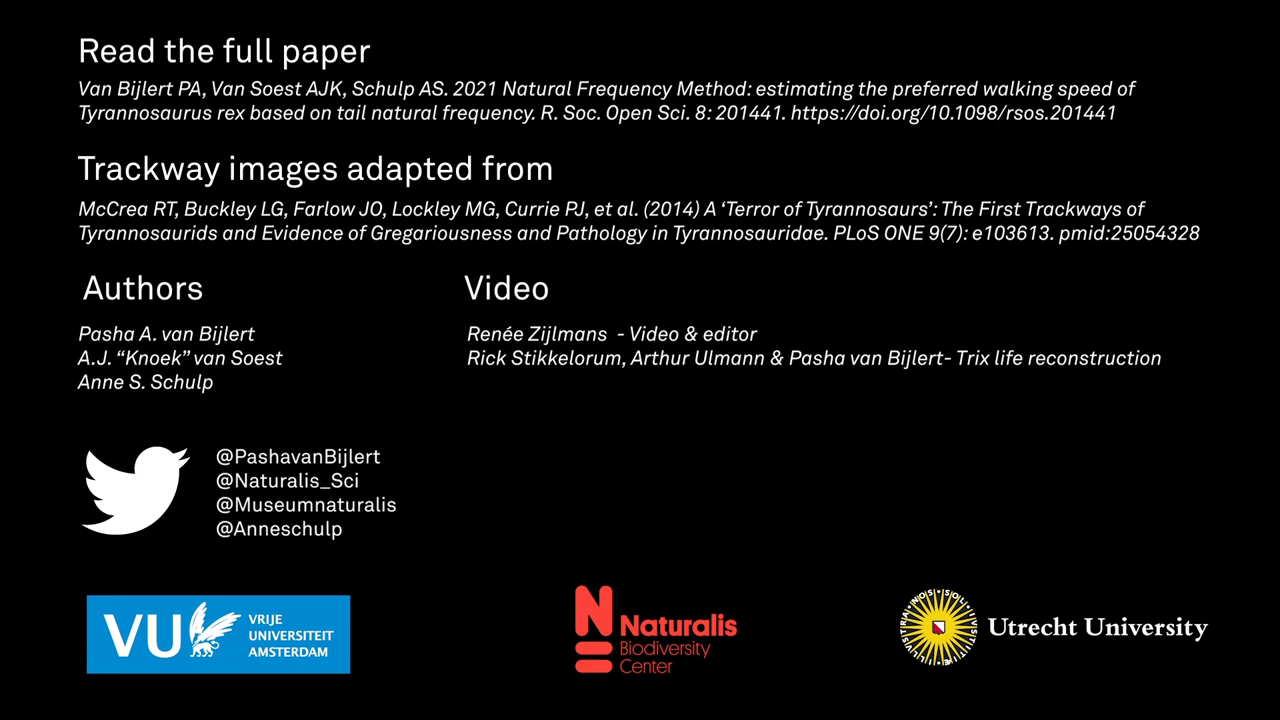 Read the full paper
Van Bijlert PA, Van Soest AJK, Schulp AS. 2021 Natural Frequency Method: estimating the preferred walking speed of
Tyrannosaurus rex based on tail natural frequency. R. Soc. Open Sci. 8: 201441. https://doi.org/10.1098/rsos.201441
Trackway images adapted from
McCrea RT, Buckley LG, Farlow JO, Lockley MG, Currie PJ, et al. (2014) A ‘Terror of Tyrannosaurs’: The First Trackways of
Tyrannosaurids and Evidence of Gregariousness and Pathology in Tyrannosauridae. PLoS ONE 9(7): e103613. pmid:25054328
Authors
Pasha A. van Bijlert
A.J. “Knoek” van Soest
Anne S. Schulp
Video
Renée Zijlmans - Video & editor
Rick Stikkelorum, Arthur Ulmann & Pasha van Bijlert- Trix life reconstruction
@PashavanBijlert
@Naturalis_Sci
@Museumnaturalis
@Anneschulp
VU
VRIJE
UNIVERSITEIT
AMSTERDAM
N
Naturalis
Biodiversity
Center
SOL IVSTITIÆ ILLVSTRA NOS
Utrecht University